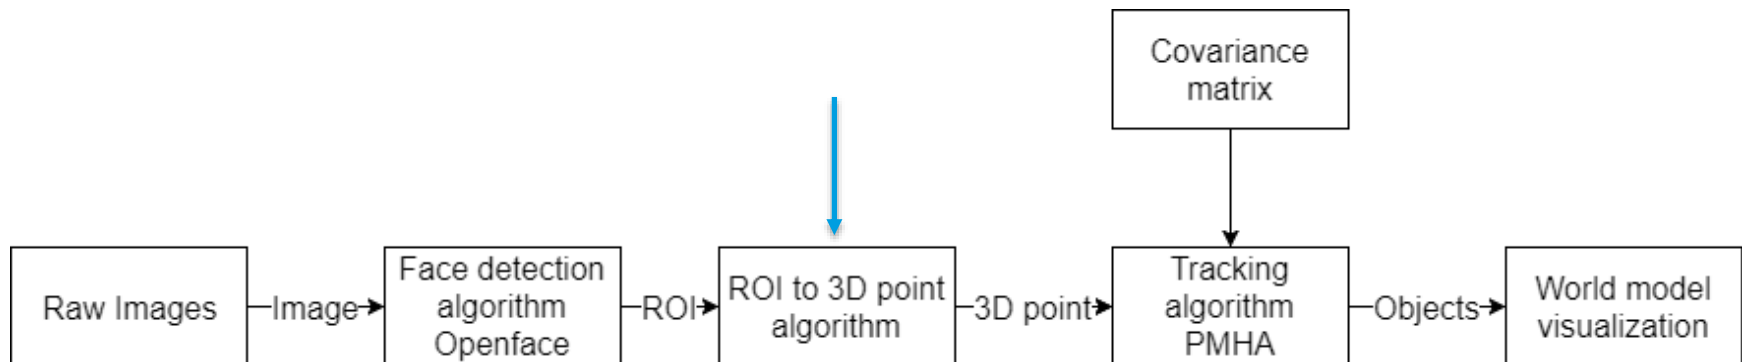 Covariance
matrix
Raw Images
Image
Face detection
algorithm
Openface
ROI
ROI to 3D point
algorithm
3D point
Tracking
algorithm
PMHA
Objects
World model
visualization